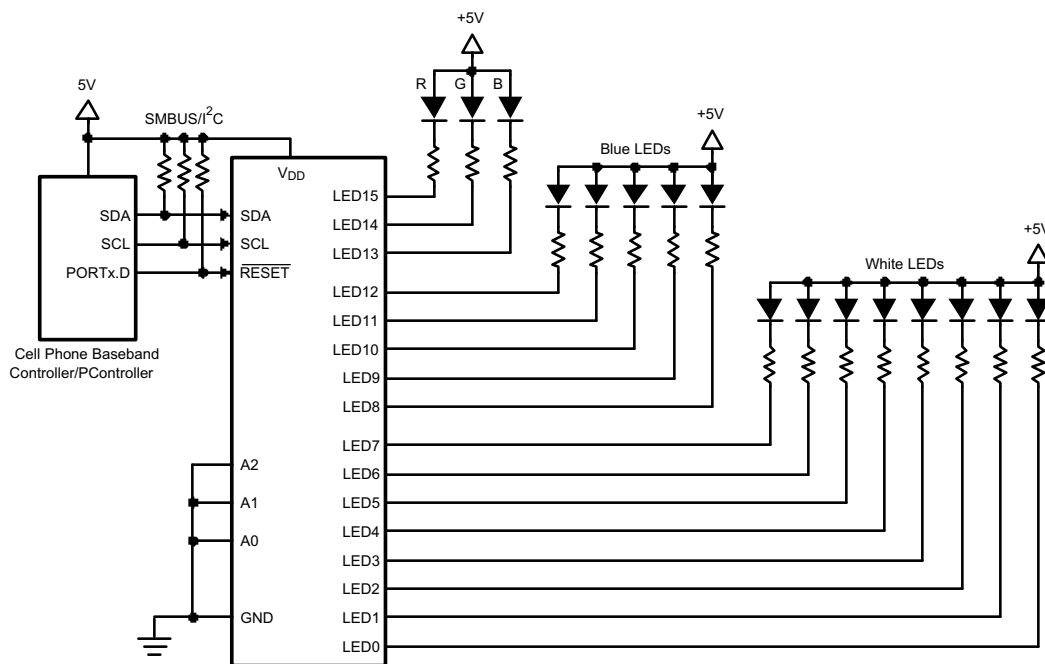 +5V
5V
R
G
B
SMBUS/I²C
+5V
Blue LEDs
V_DD
LED15
SDA
SDA
LED14
SCL
SCL
LED13
+5V
PORTx.D
RESET
White LEDs
LED12
LED11
LED10
Cell Phone Baseband
Controller/PController
LED9
LED8
LED7
A2
LED6
A1
LED5
LED4
A0
LED3
LED2
GND
LED1
LED0